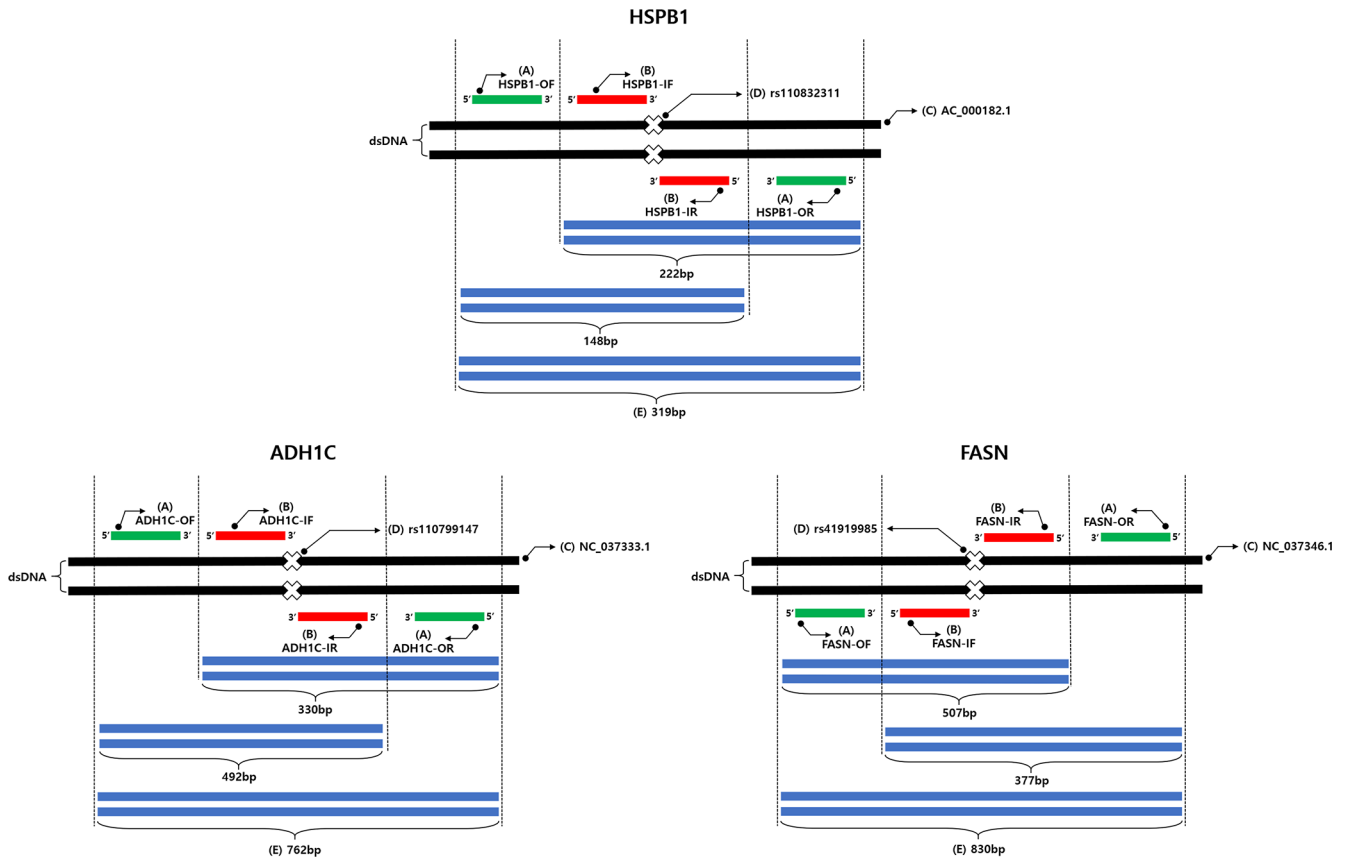 HSPB1
(A)
HSPB1-OF
5’ 3’
(B)
HSPB1-IF
5’ 3’
(D) rs110832311
(C) AC_000182.1
dsDNA
3’ 5’
(B)
HSPB1-IR
3’ 5’
(A)
HSPB1-OR
222bp
148bp
(E) 319bp
ADH1C
(A)
ADH1C-OF
5’ 3’
(B)
ADH1C-IF
5’ 3’
(D) rs110799147
(C) NC_037333.1
dsDNA
3’ 5’
(B)
ADH1C-IR
3’ 5’
(A)
ADH1C-OR
330bp
492bp
(E) 762bp
FASN
(D) rs41919985
(B)
FASN-IR
3’ 5’
(A)
FASN-OR
3’ 5’
(C) NC_037346.1
dsDNA
5’ 3’
(A)
FASN-OF
5’ 3’
(B)
FASN-IF
507bp
377bp
(E) 830bp